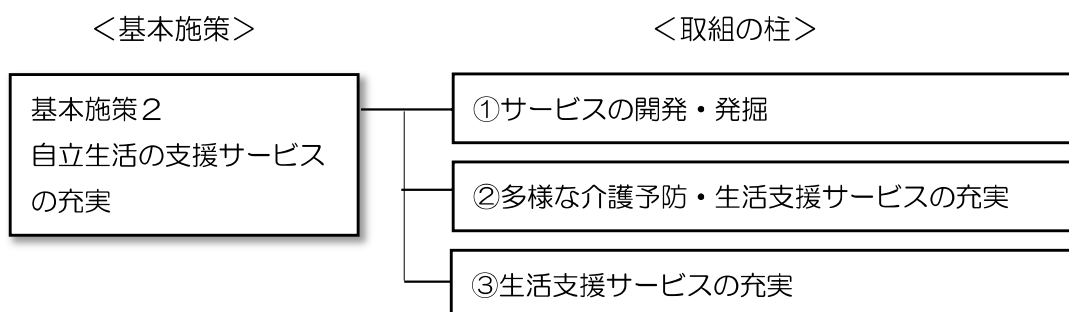 ＜基本施策＞
＜取組の柱＞
基本施策２
自立生活の支援サービス
の充実
①サービスの開発・発掘
②多様な介護予防・生活支援サービスの充実
③生活支援サービスの充実